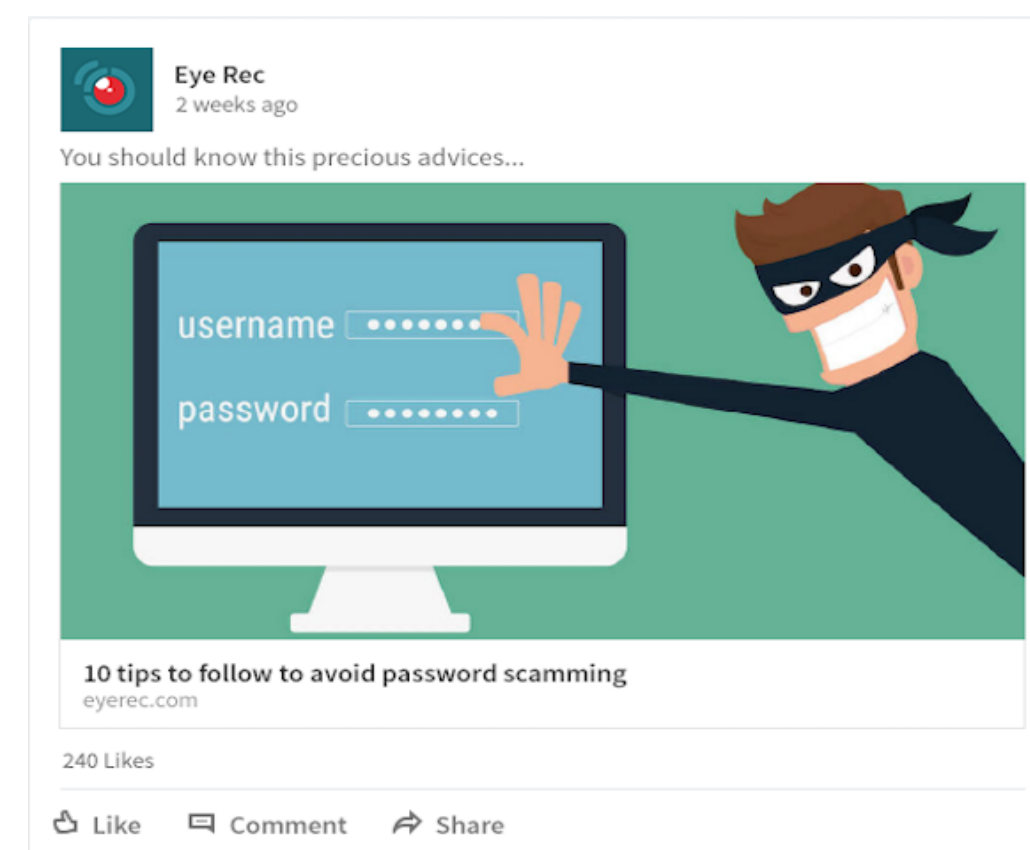 Eye Rec
2 weeks ago
You should know this precious advices...
username
password
10 tips to follow to avoid password scamming
eyerec.com
240 Likes
Like Comment Share